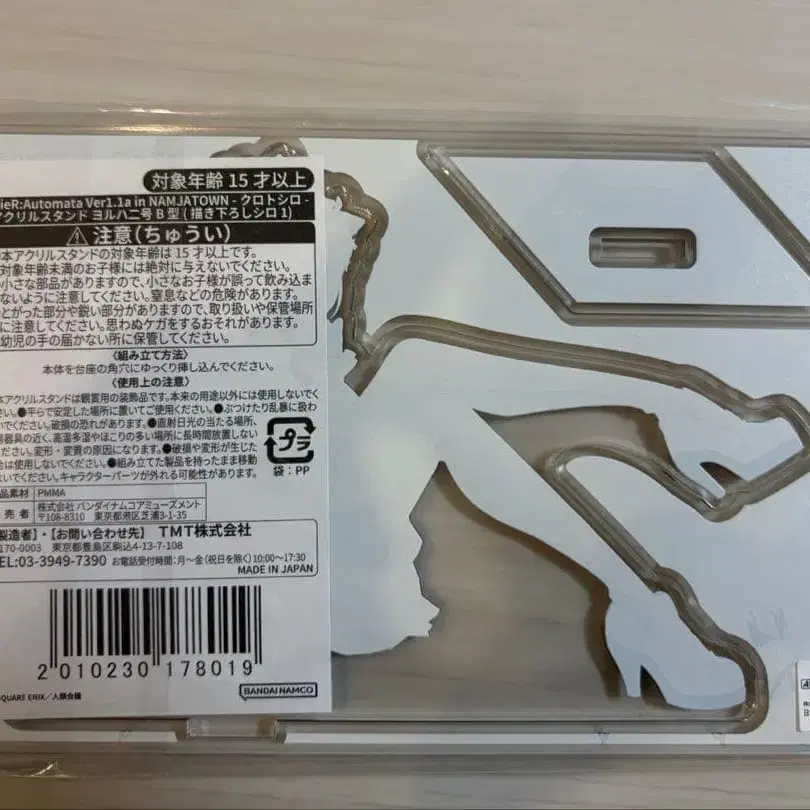 対象年齢 15 才以上
ieR:Automata Ver1.1a in NAMJATOWN - クロトシロ -
アクリルスタンド ヨルハ二号 B 型 ( 描き下ろしシロ 1)
注意(ちゅうい)
本アクリルスタンドの対象年齢は 15 才以上です。
対象年齢未満のお子様には絶対に与えないでください。
小さな部品がありますので、小さなお子様が誤って飲み込ま
ないように注意してください。窒息などの危険があります。
とがった部分や鋭い部分がありますので、取り扱いや保管場所
に注意してください。思わぬケガをするおそれがあります。
幼児の手の届かない所に保管してください。
〈組み立て方法〉
本体を台座の角穴にゆっくり挿し込んでください。
〈使用上の注意〉
本アクリルスタンドは観賞用の装飾品です。本来の用途以外には使用しないでく
さい。●平らで安定した場所に置いてご使用ください。●ぶつけたり乱暴に扱わ
いでください。破損の恐れがあります。●直射日光の当たる場所、
器具の近く、高温多湿やほこりの多い場所に長時間放置しない
ください。変形・変質の原因になります。●破損や変形が生じた
合は使用しないでください。●組み立てた製品を持ったまま移動
ないでください。キャラクターパーツが外れる可能性があります。
プラ
袋：PP
品素材 PMMA
売 者 株式会社 バンダイナムコアミューズメント
〒108-8310 東京都港区芝浦3-1-35
製造者]・[お問い合わせ先] TMT株式会社
170-0003 東京都豊島区駒込4-13-7-108
EL:03-3949-7390 お電話受付時間：月〜金 (祝日を除く) 10:00〜17:30
MADE IN JAPAN
2 010230 178019
SQUARE ENIX／人類会議
BANDAI NAMCO